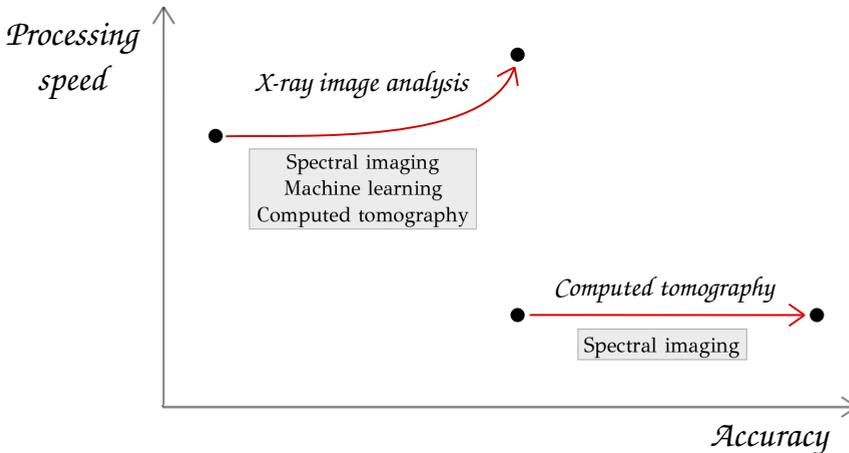 Processing
speed
X-ray image analysis
Spectral imaging
Machine learning
Computed tomography
Computed tomography
Spectral imaging
Accuracy